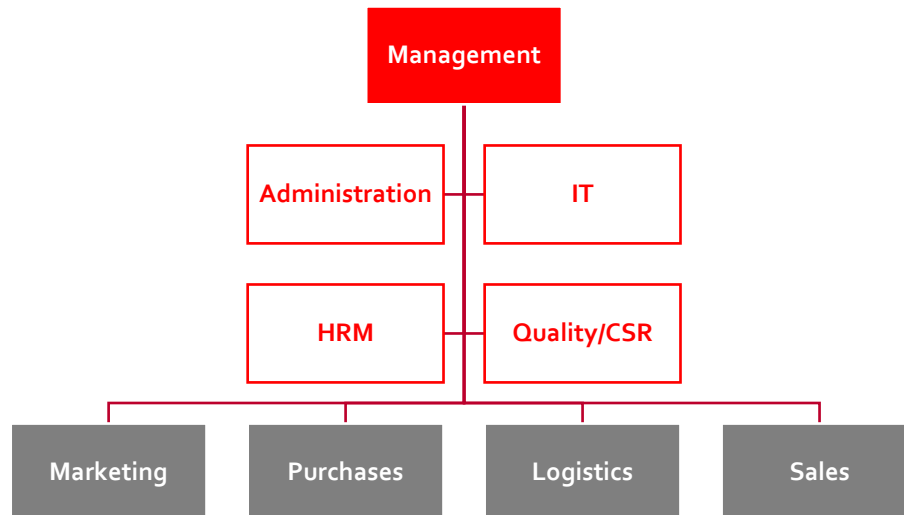 Management
Administration
IT
HRM
Quality/CSR
Marketing
Purchases
Logistics
Sales